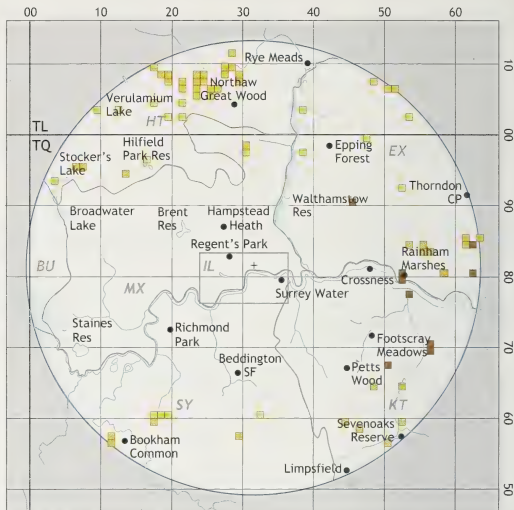 00 10 20 30 40 50 60
Rye Meads
10
Northaw
Great Wood
Verulamium
Lake
HT
TL
00
TQ
Hilfield
Park Res
Epping
Forest
EX
Stocker's
Lake
Thorndon
CP
Walthamstow
Res
90
Broadwater
Lake
Brent
Res
Hampstead
Heath
Regent's Park
Rainham
Marshes
BU
IL
Crossness
80
MX
Surrey Water
Staines
Res
Richmond
Park
Footscray
Meadows
70
Beddington
SF
Petts
Wood
SY
KT
60
Sevenoaks
Reserve
Bookham
Common
Limpsfield
50